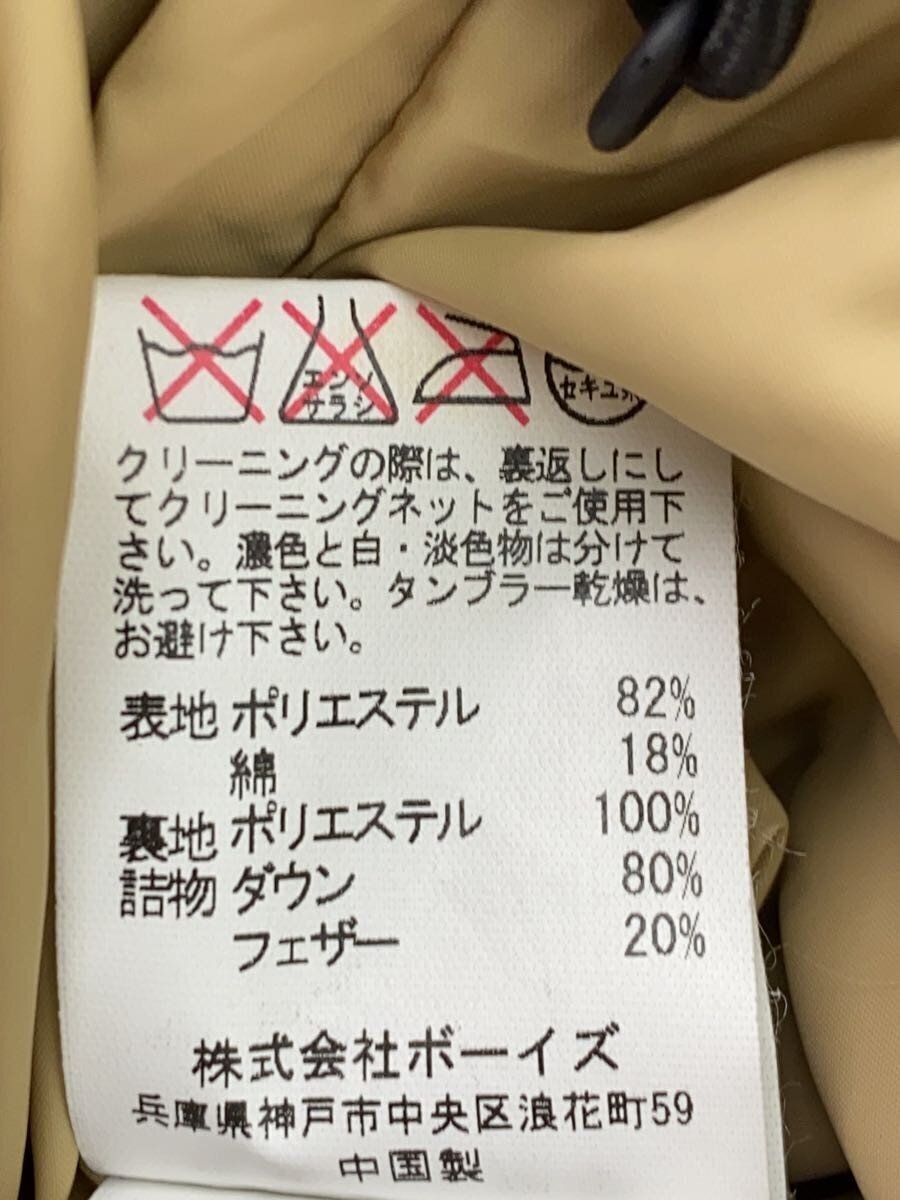 エンソ
サラシ
セキユ系
クリーニングの際は、裏返しにし
てクリーニングネットをご使用下
さい。濃色と白・淡色物は分けて
洗って下さい。タンブラー乾燥は、
お避け下さい。
表地 ポリエステル 82%
綿 18%
裏地 ポリエステル 100%
詰物 ダウン 80%
フェザー 20%
株式会社ボーイズ
兵庫県神戸市中央区浪花町59
中国製